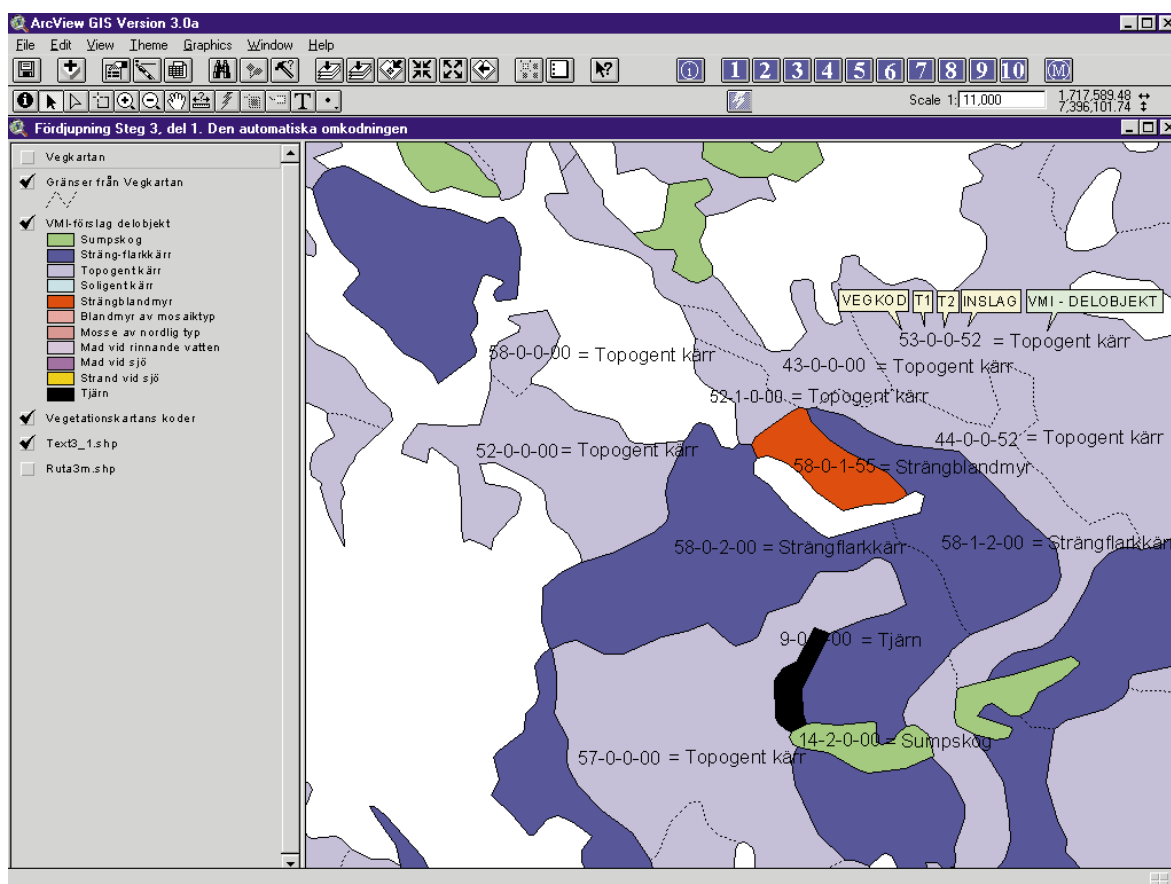 ArcView GIS Version 3.0a
File Edit View Theme Graphics Window Help
1 2 3 4 5 6 7 8 9 10 M
T Scale 1: 11,000 1,717,589.48
7,396,101.74
Fördjupning Steg 3, del 1. Den automatiska omkodningen
Vegkartan
Gränser från Vegkartan
VMI-förslag delobjekt
Sumpskog
Sträng-flarkkärr
Topogent kärr
Soligent kärr
Strängblandmyr
Blandmyr av mosaiktyp
Mosse av nordlig typ
Mad vid rinnande vatten
Mad vid sjö
Strand vid sjö
Tjärn
Vegetationskartans koder
Text3_1.shp
Ruta3m.shp
VEGKOD T1 T2 INSLAG VMI - DELOBJEKT
53-0-0-52 = Topogent kärr
58-0-0-00 = Topogent kärr
43-0-0-00 = Topogent kärr
52-1-0-00 = Topogent kärr
44-0-0-52 = Topogent kärr
52-0-0-00 = Topogent kärr
58-0-1-55 = Strängblandmyr
58-0-2-00 = Strängflarkkärr
58-1-2-00 = Strängflarkkärr
= Tjärn
14-2-0-00 = Sumpskog
57-0-0-00 = Topogent kärr